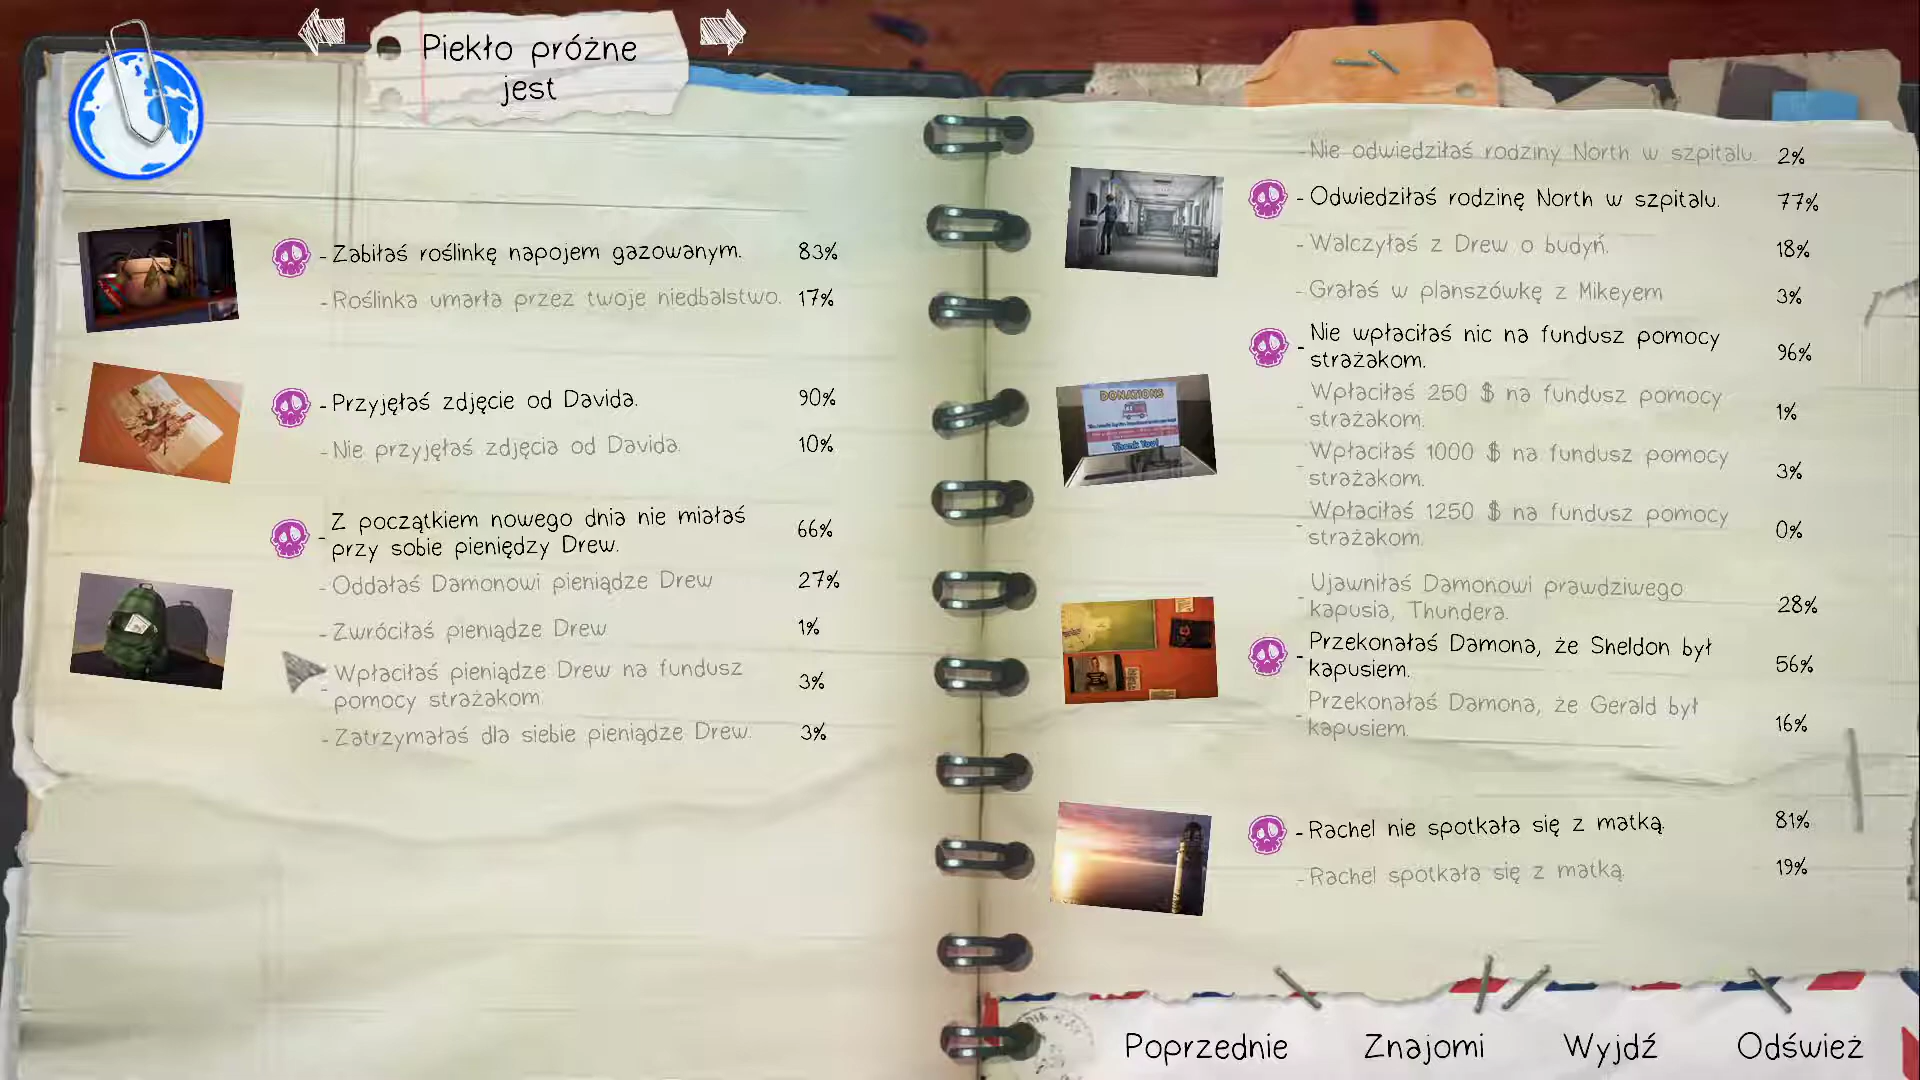 Piekło próżne
jest
- Zabiłaś roślinkę napojem gazowanym. 83%
- Roślinka umarła przez twoje niedbalstwo. 17%
- Przyjęłaś zdjęcie od Davida. 90%
- Nie przyjęłaś zdjęcia od Davida. 10%
- Z początkiem nowego dnia nie miałaś
przy sobie pieniędzy Drew. 66%
- Oddałaś Damonowi pieniądze Drew 27%
- Zwróciłaś pieniądze Drew 1%
- Wpłaciłaś pieniądze Drew na fundusz
pomocy strażakom. 3%
- Zatrzymałaś dla siebie pieniądze Drew. 3%
- Nie odwiedziłaś rodziny North w szpitalu. 2%
- Odwiedziłaś rodzinę North w szpitalu. 77%
- Walczyłaś z Drew o budyń. 18%
- Grałaś w planszówkę z Mikeyem 3%
- Nie wpłaciłaś nic na fundusz pomocy
strażakom. 96%
DONATIONS
Thank You!
- Wpłaciłaś 250 $ na fundusz pomocy
strażakom. 1%
- Wpłaciłaś 1000 $ na fundusz pomocy
strażakom. 3%
- Wpłaciłaś 1250 $ na fundusz pomocy
strażakom. 0%
- Ujawniłaś Damonowi prawdziwego
kapusia, Thundera. 28%
- Przekonałaś Damona, że Sheldon był
kapusiem. 56%
- Przekonałaś Damona, że Gerald był
kapusiem. 16%
- Rachel nie spotkała się z matką. 81%
- Rachel spotkała się z matką. 19%
Poprzednie Znajomi Wyjdź Odśwież